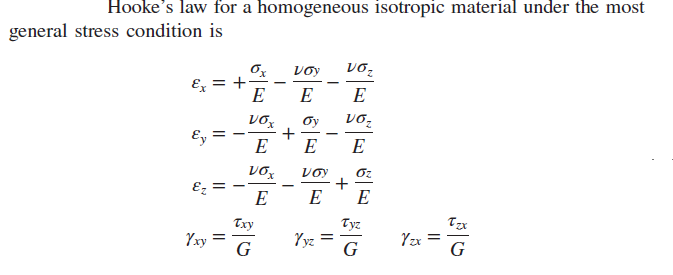 Hooke's law for a homogeneous isotropic material under the most
general stress condition is
εx = +σx/E − νσy/E − νσz/E
εy = −νσx/E + σy/E − νσz/E
εz = −νσx/E − νσy/E + σz/E
γxy = τxy/G γyz = τyz/G γzx = τzx/G